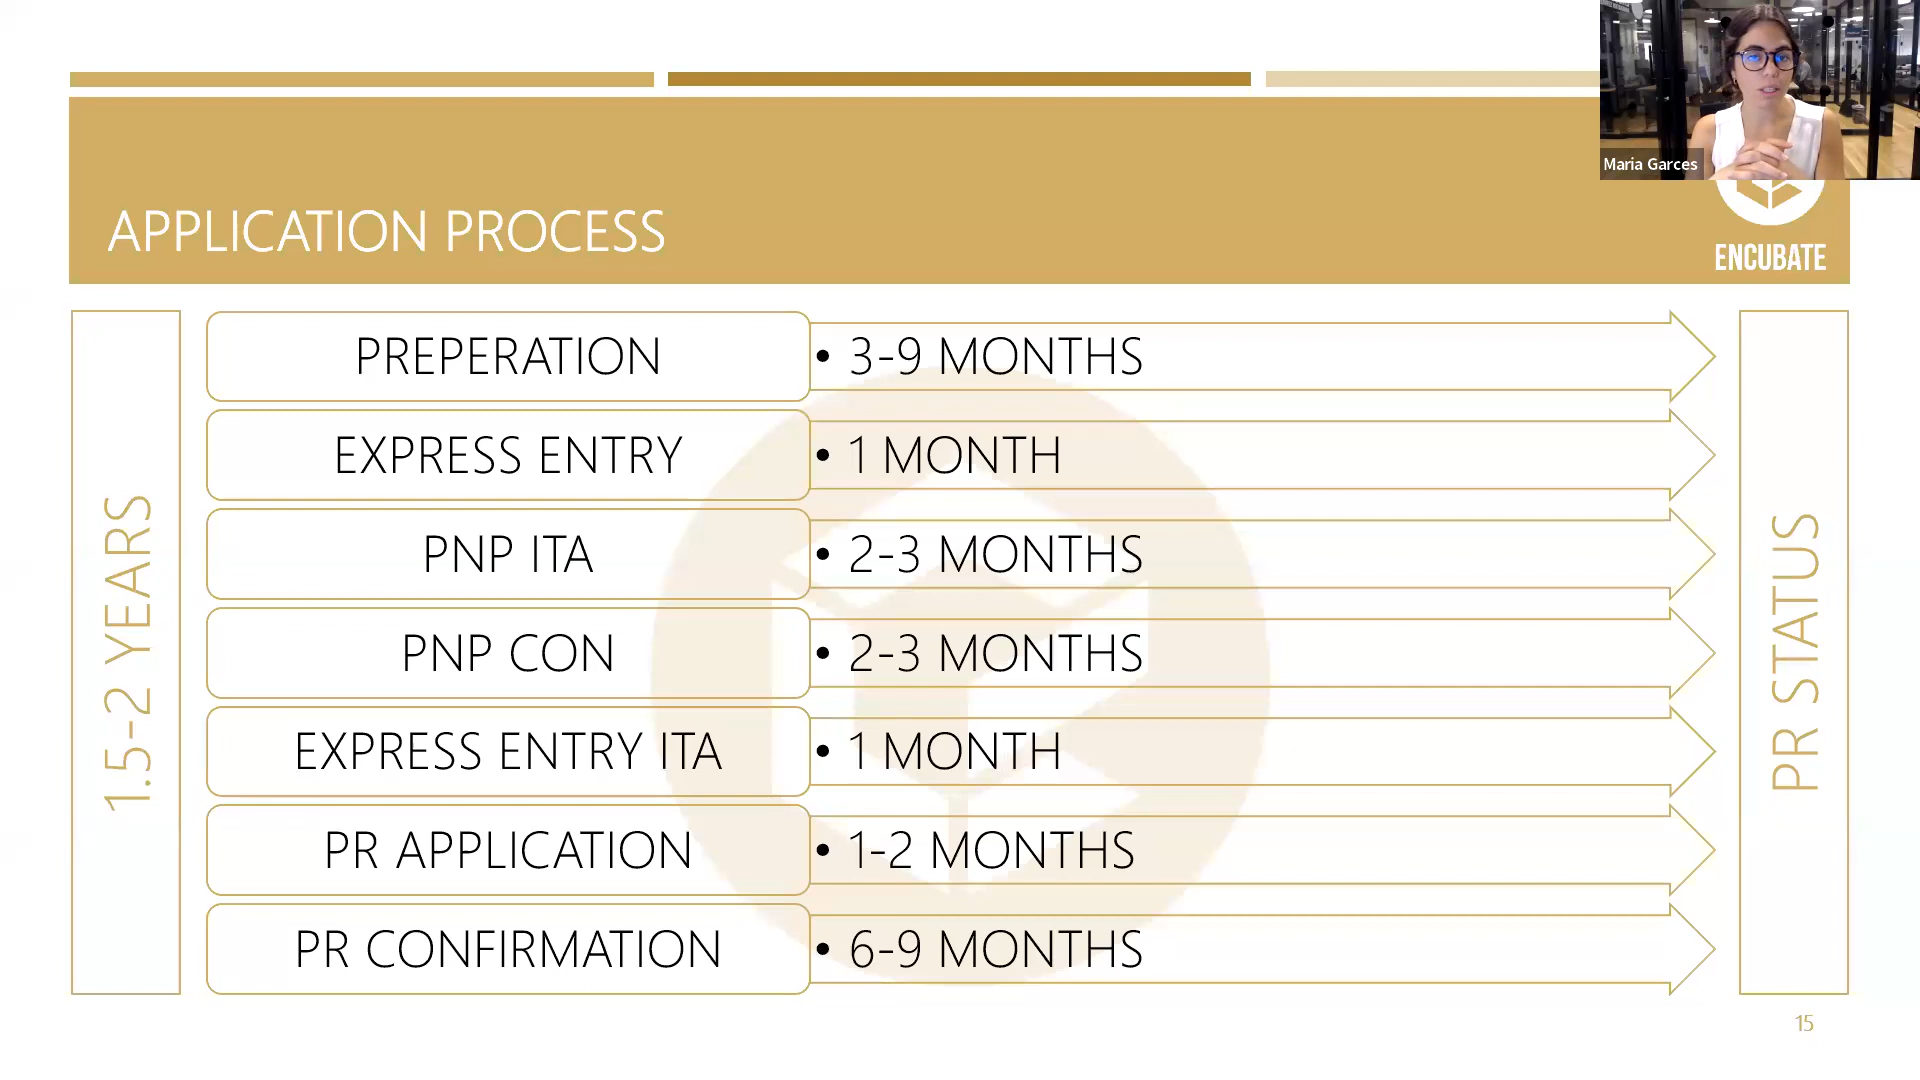 Maria Garces
APPLICATION PROCESS
ENCUBATE
1.5-2 YEARS
PREPERATION
• 3-9 MONTHS
EXPRESS ENTRY
• 1 MONTH
PNP ITA
• 2-3 MONTHS
PNP CON
• 2-3 MONTHS
EXPRESS ENTRY ITA
• 1 MONTH
PR APPLICATION
• 1-2 MONTHS
PR CONFIRMATION
• 6-9 MONTHS
PR STATUS
15